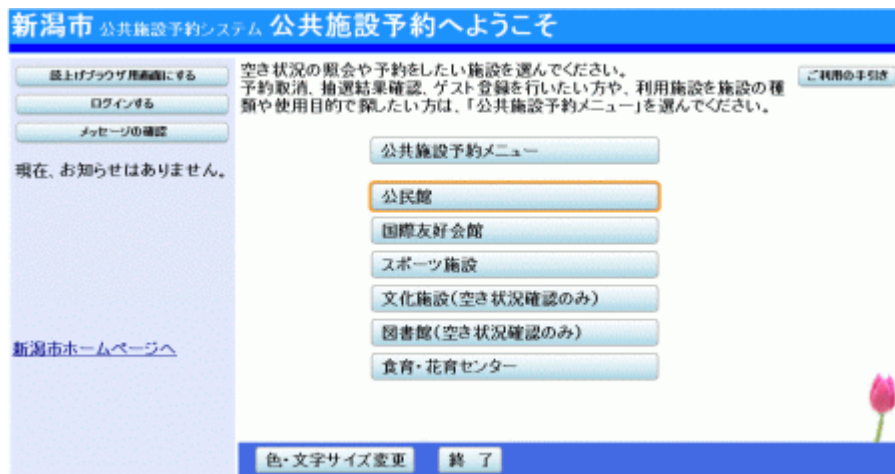 新潟市 公共施設予約システム 公共施設予約へようこそ
読上げブラウザ用画面にする
ログインする
メッセージの確認
現在、お知らせはありません。
新潟市ホームページへ
空き状況の照会や予約をしたい施設を選んでください。
予約取消、抽選結果確認、ゲスト登録を行いたい方や、利用施設を施設の種
類や使用目的で探したい方は、「公共施設予約メニュー」を選んでください。
ご利用の手引き
公共施設予約メニュー
公民館
国際友好会館
スポーツ施設
文化施設(空き状況確認のみ)
図書館(空き状況確認のみ)
食育・花育センター
色・文字サイズ変更
終 了